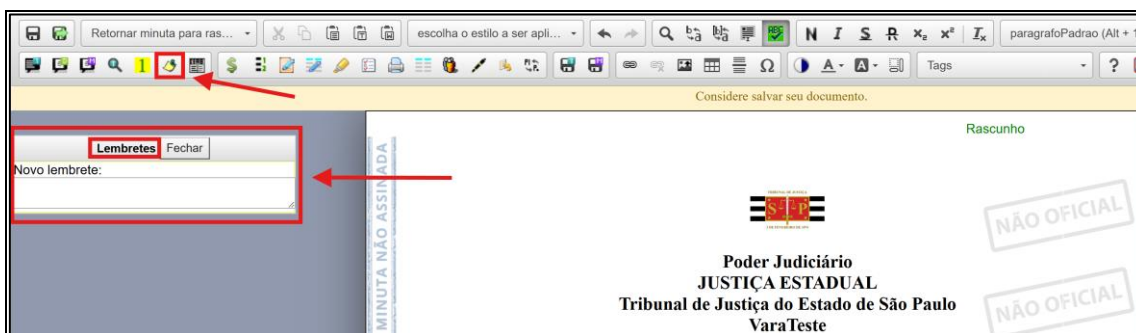 Retornar minuta para ras...
escolha o estilo a ser apli...
N I S R x₂ x² Iₓ
paragrafoPadrao (Alt + 1
1
$
Ω
A
A
Tags
?
Considere salvar seu documento.
Rascunho
Lembretes Fechar
Novo lembrete:
MINUTA NÃO ASSINADA
S P
NÃO OFICIAL
Poder Judiciário
JUSTIÇA ESTADUAL
Tribunal de Justiça do Estado de São Paulo
VaraTeste
NÃO OFICIAL